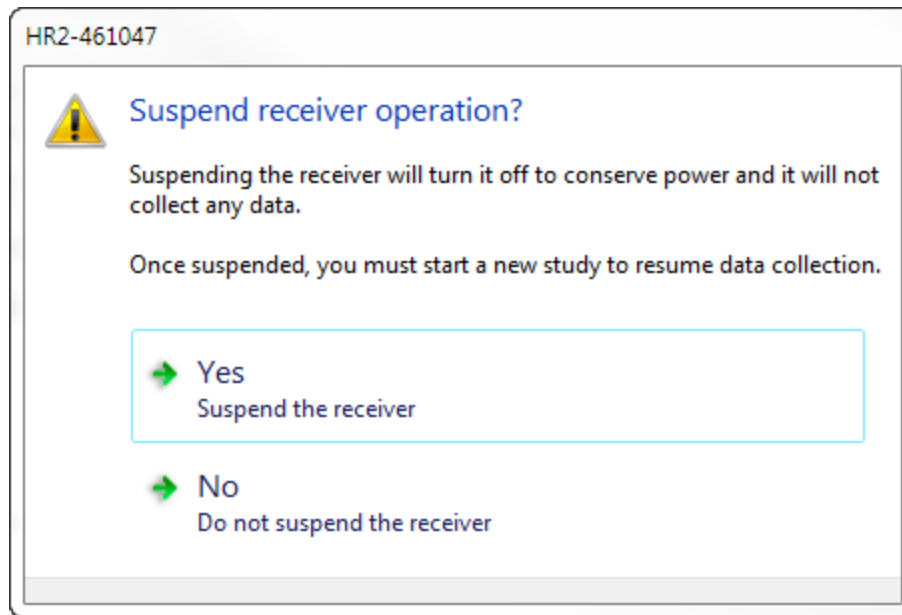 HR2-461047
Suspend receiver operation?
Suspending the receiver will turn it off to conserve power and it will not
collect any data.
Once suspended, you must start a new study to resume data collection.
Yes
Suspend the receiver
No
Do not suspend the receiver